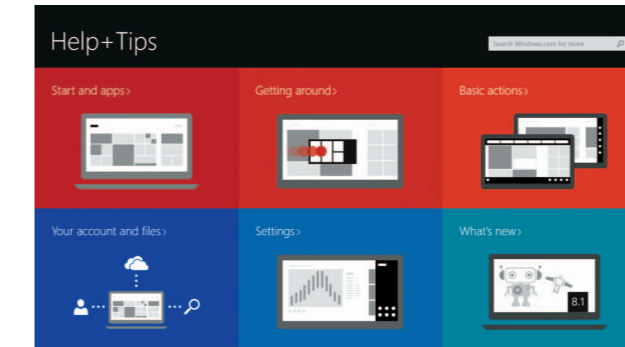 Help+Tips
Search Windows.com for more
Start and apps>
Getting around>
Basic actions>
Your account and files>
Settings>
What's new>
8.1